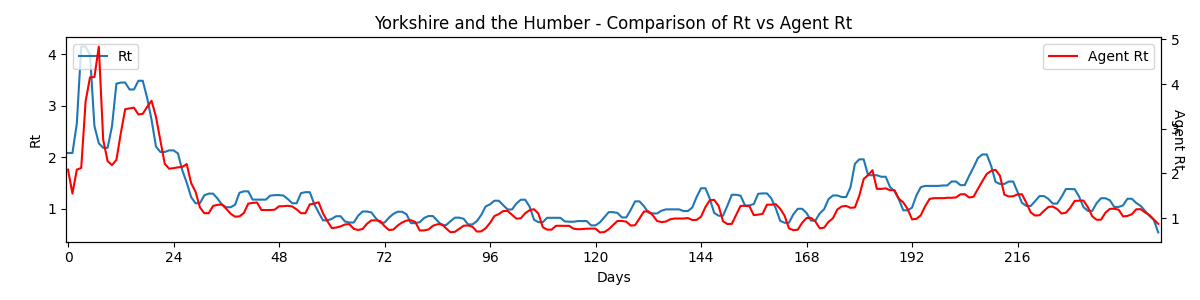 Yorkshire and the Humber - Comparison of Rt vs Agent Rt
Rt
Agent Rt
4
3
2
1
Rt
5
4
3
2
1
Agent Rt
0 24 48 72 96 120 144 168 192 216
Days